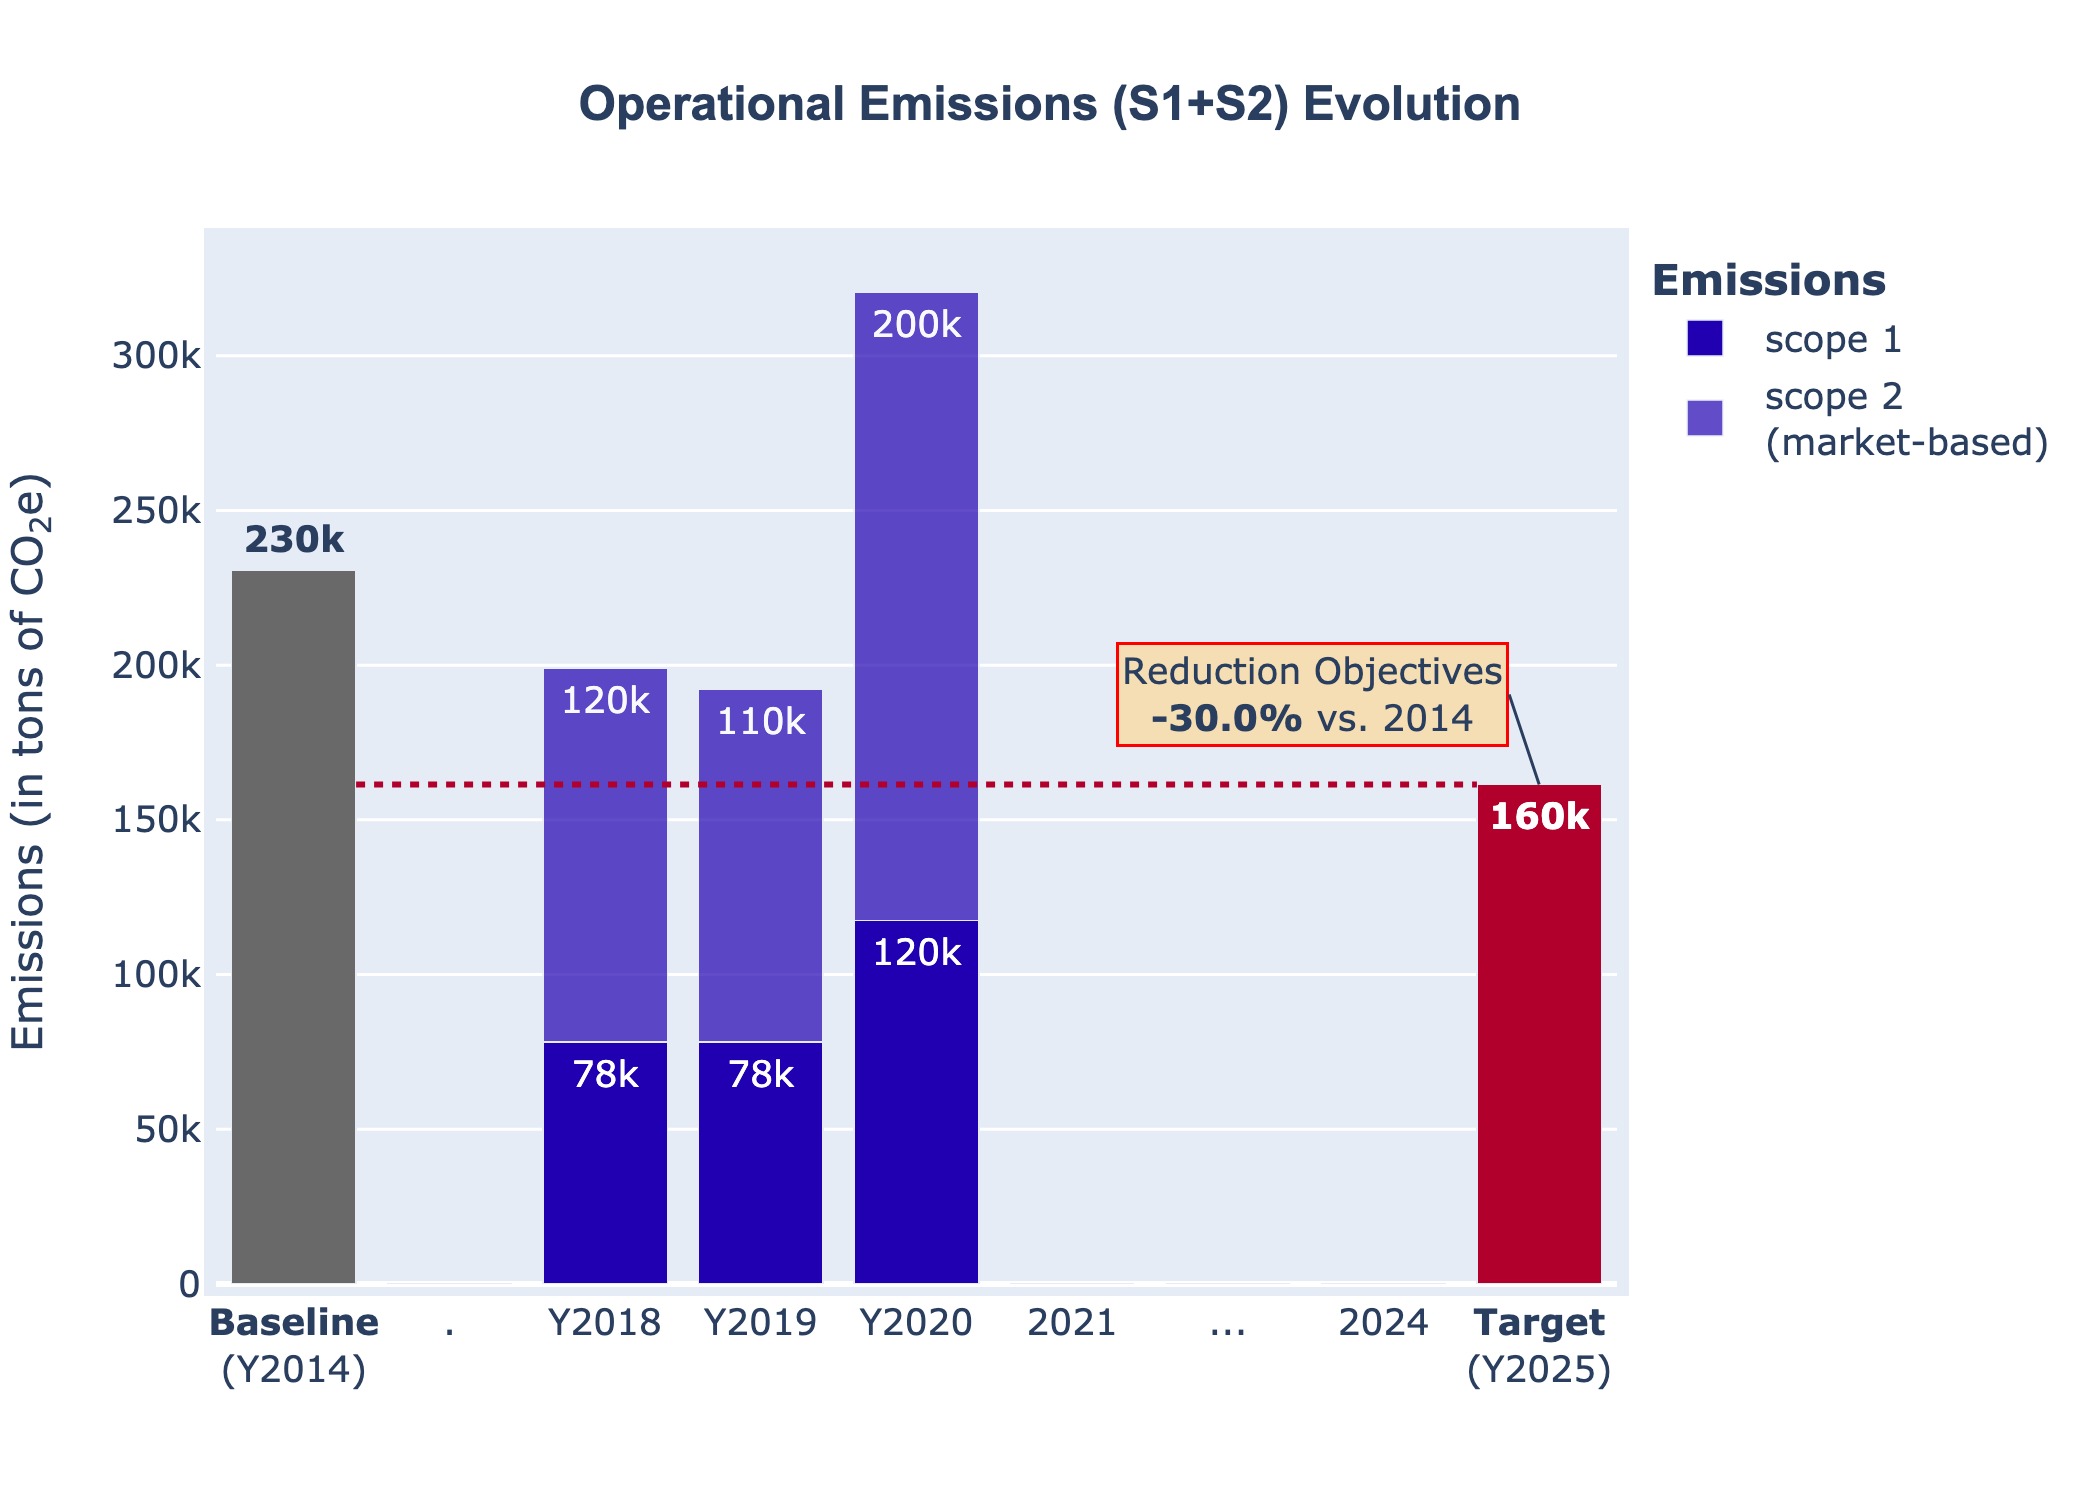 Operational Emissions (S1+S2) Evolution
Emissions (in tons of CO₂e)
300k
250k
200k
150k
100k
50k
0
230k
120k
78k
110k
78k
200k
120k
Reduction Objectives
-30.0% vs. 2014
160k
Baseline
(Y2014)
.
Y2018
Y2019
Y2020
2021
...
2024
Target
(Y2025)
Emissions
scope 1
scope 2
(market-based)